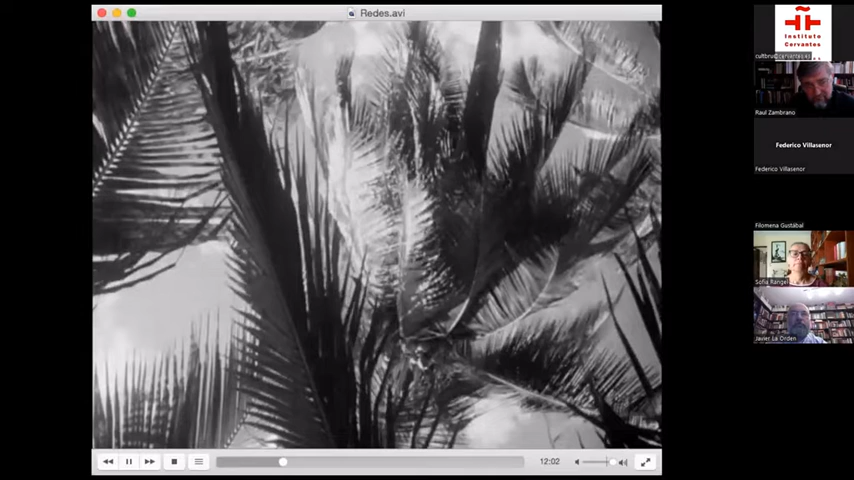 Redes.avi
12:02
Instituto
Cervantes
Raul Zambrano
Federico Villasenor
Federico Villasenor
Filomena Gustábal
Sofia Rangel
Javier La Orden